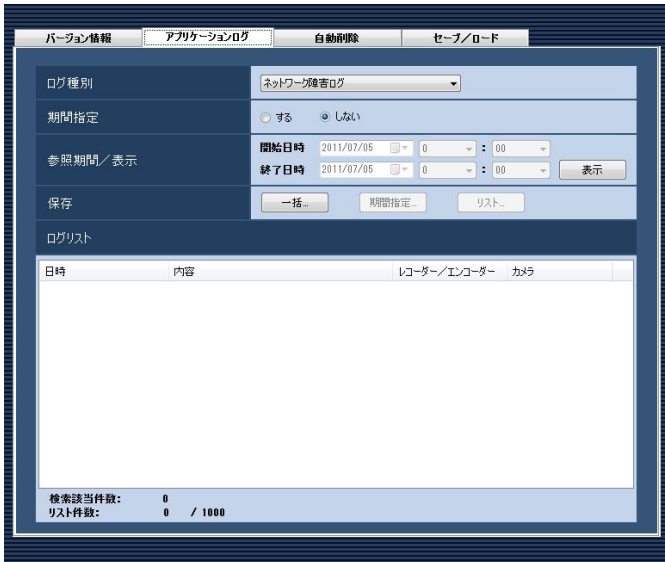 バージョン情報 アプリケーションログ 自動削除 セーブ/ロード
ログ種別 ネットワーク障害ログ
期間指定 する しない
参照期間/表示
開始日時 2011/07/05 0 : 00
終了日時 2011/07/05 0 : 00 表示
保存 一括... 期間指定... リスト...
ログリスト
日時 内容 レコーダー/エンコーダー カメラ
検索該当件数: 0
リスト件数: 0 / 1000